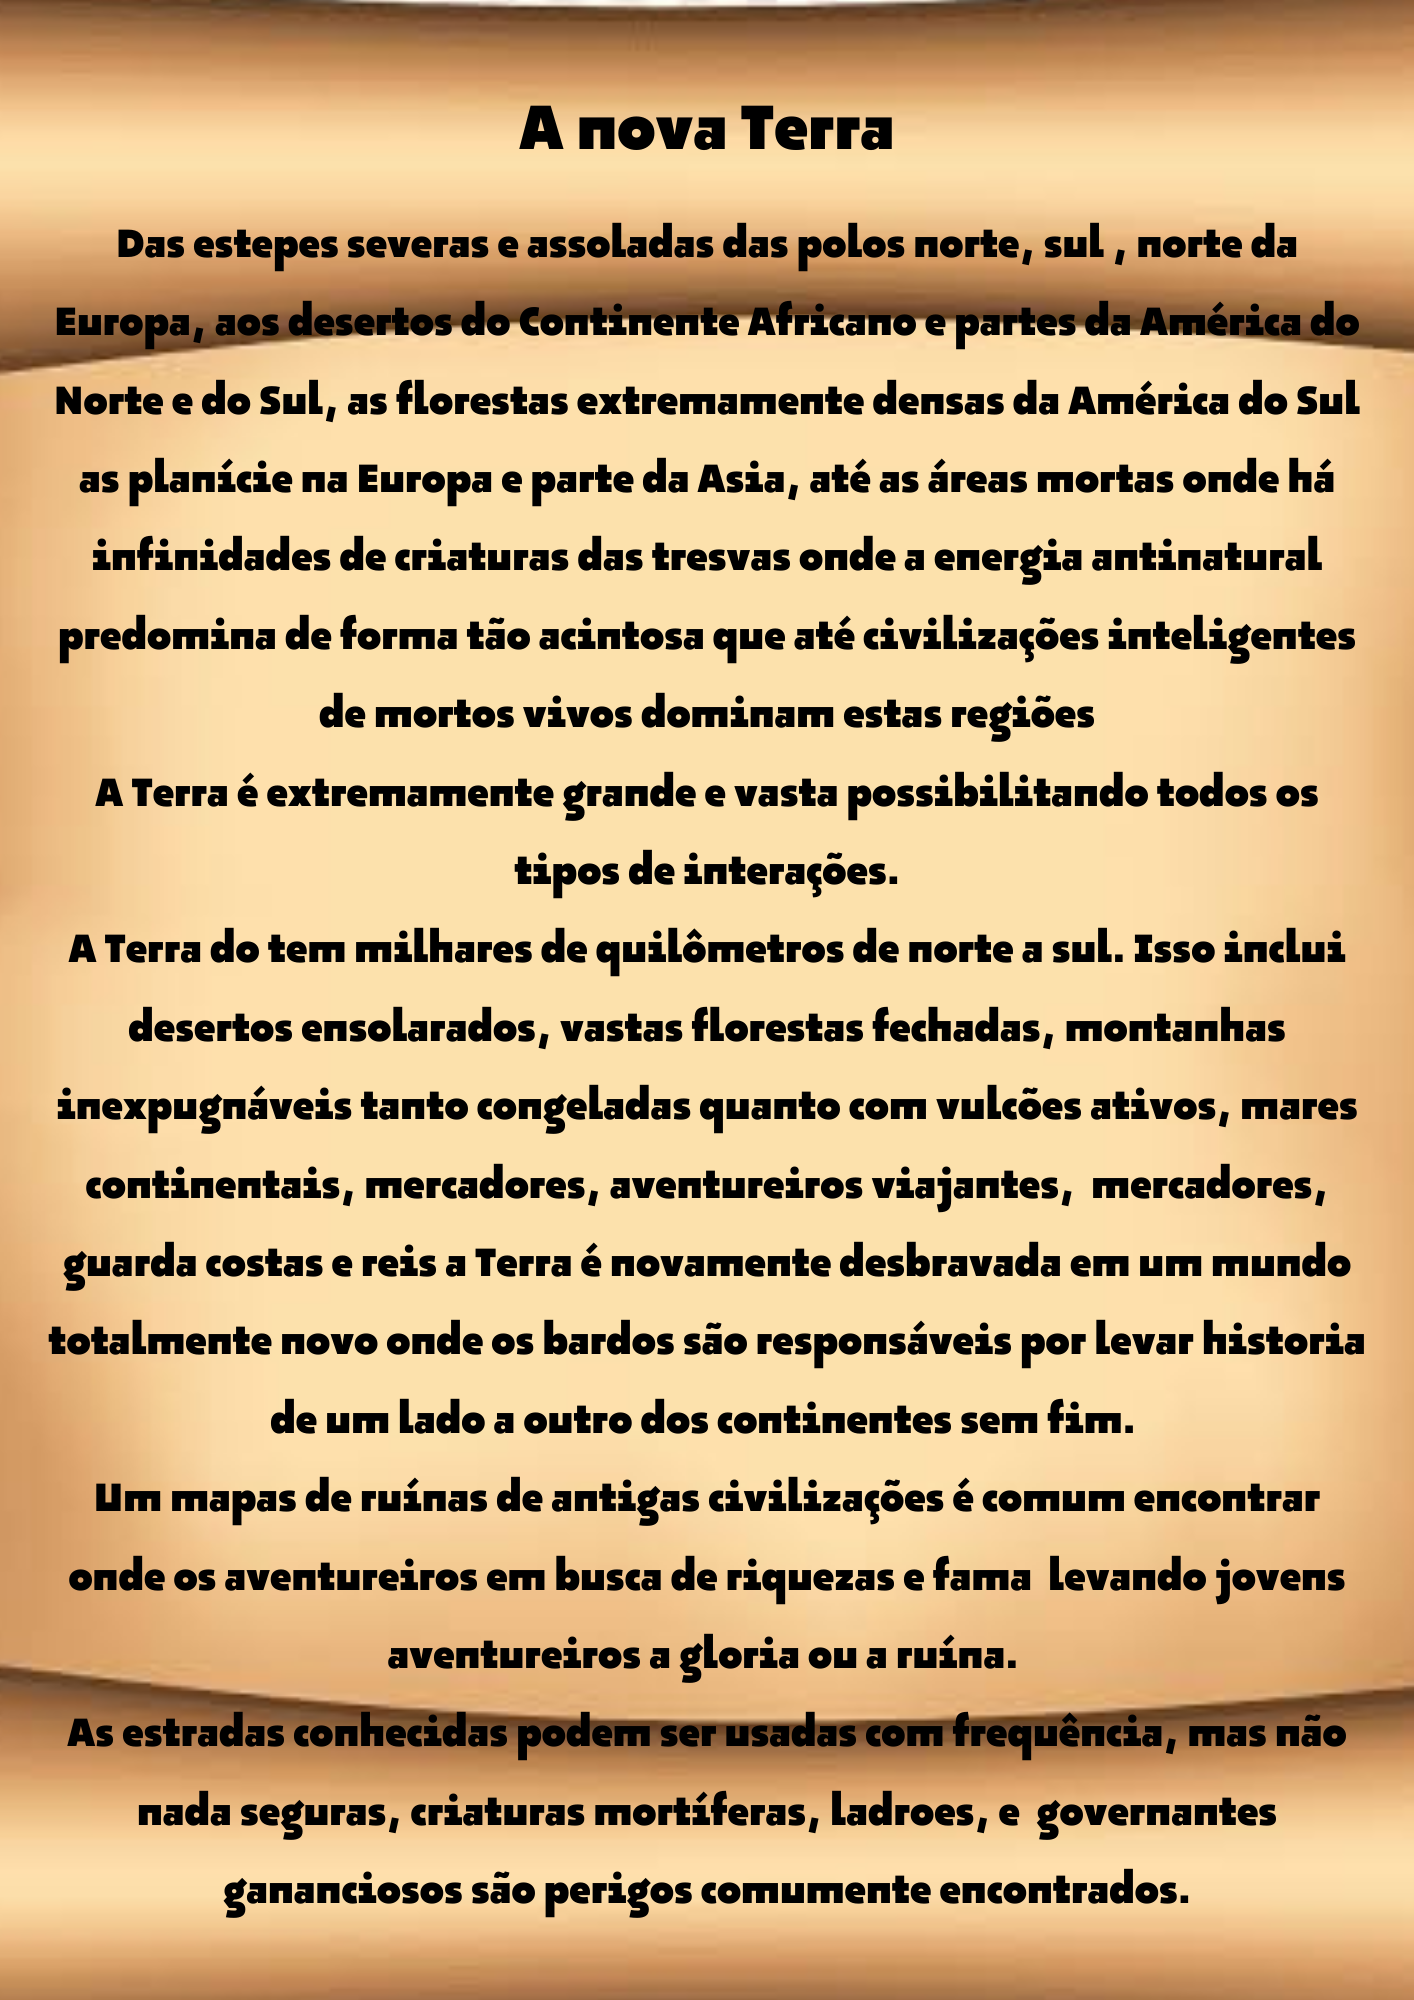 A nova Terra
Das estepes severas e assoladas das polos norte, sul , norte da
Europa, aos desertos do Continente Africano e partes da América do
Norte e do Sul, as florestas extremamente densas da América do Sul
as planície na Europa e parte da Asia, até as áreas mortas onde há
infinidades de criaturas das tresvas onde a energia antinatural
predomina de forma tão acintosa que até civilizações inteligentes
de mortos vivos dominam estas regiões
A Terra é extremamente grande e vasta possibilitando todos os
tipos de interações.
A Terra do tem milhares de quilômetros de norte a sul. Isso inclui
desertos ensolarados, vastas florestas fechadas, montanhas
inexpugnáveis tanto congeladas quanto com vulcões ativos, mares
continentais, mercadores, aventureiros viajantes,  mercadores,
guarda costas e reis a Terra é novamente desbravada em um mundo
totalmente novo onde os bardos são responsáveis por levar historia
de um lado a outro dos continentes sem fim.
Um mapas de ruínas de antigas civilizações é comum encontrar
onde os aventureiros em busca de riquezas e fama  levando jovens
aventureiros a gloria ou a ruína.
As estradas conhecidas podem ser usadas com frequência, mas não
nada seguras, criaturas mortíferas, ladroes, e  governantes
gananciosos são perigos comumente encontrados.